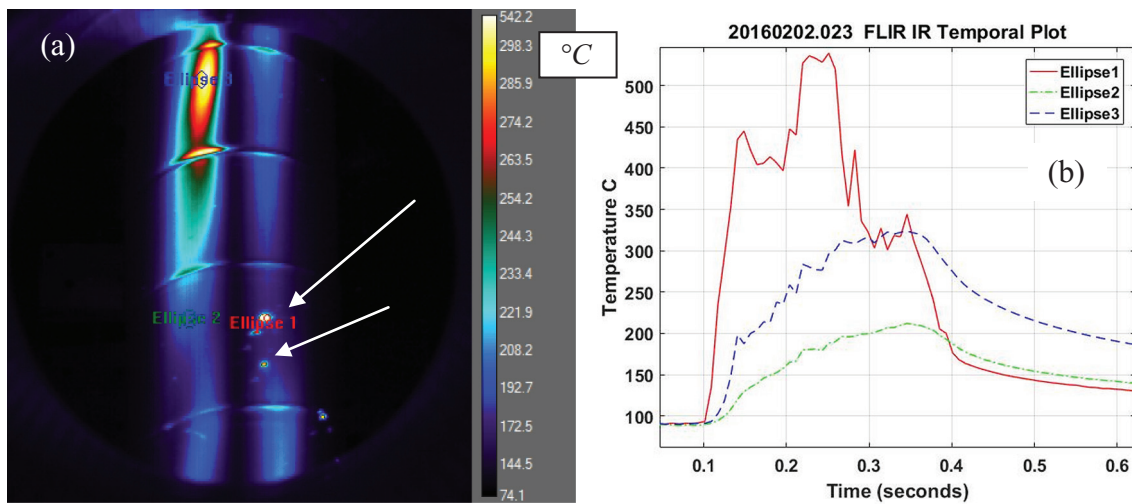 (a)
Ellipse 3
Ellipse 2
Ellipse 1
°C
542.2
298.3
285.9
274.2
263.5
254.3
244.3
233.4
221.9
208.2
192.7
172.5
144.5
74.1
20160202.023 FLIR IR Temporal Plot
Ellipse1
Ellipse2
Ellipse3
(b)
Temperature C
500
450
400
350
300
250
200
150
100
0.1
0.2
0.3
0.4
0.5
0.6
Time (seconds)